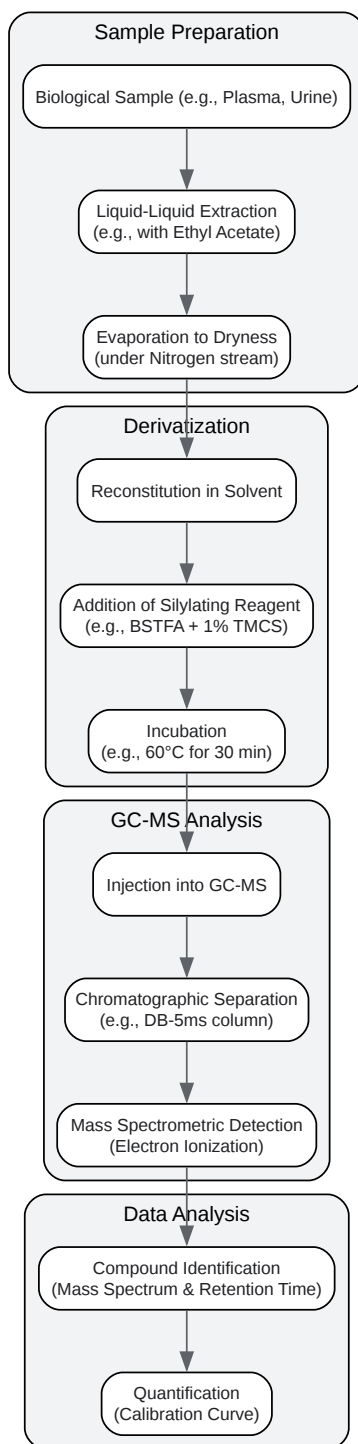 Sample Preparation
Biological Sample (e.g., Plasma, Urine)
Liquid-Liquid Extraction
(e.g., with Ethyl Acetate)
Evaporation to Dryness
(under Nitrogen stream)
Derivatization
Reconstitution in Solvent
Addition of Silylating Reagent
(e.g., BSTFA + 1% TMCS)
Incubation
(e.g., 60°C for 30 min)
GC-MS Analysis
Injection into GC-MS
Chromatographic Separation
(e.g., DB-5ms column)
Mass Spectrometric Detection
(Electron Ionization)
Data Analysis
Compound Identification
(Mass Spectrum & Retention Time)
Quantification
(Calibration Curve)